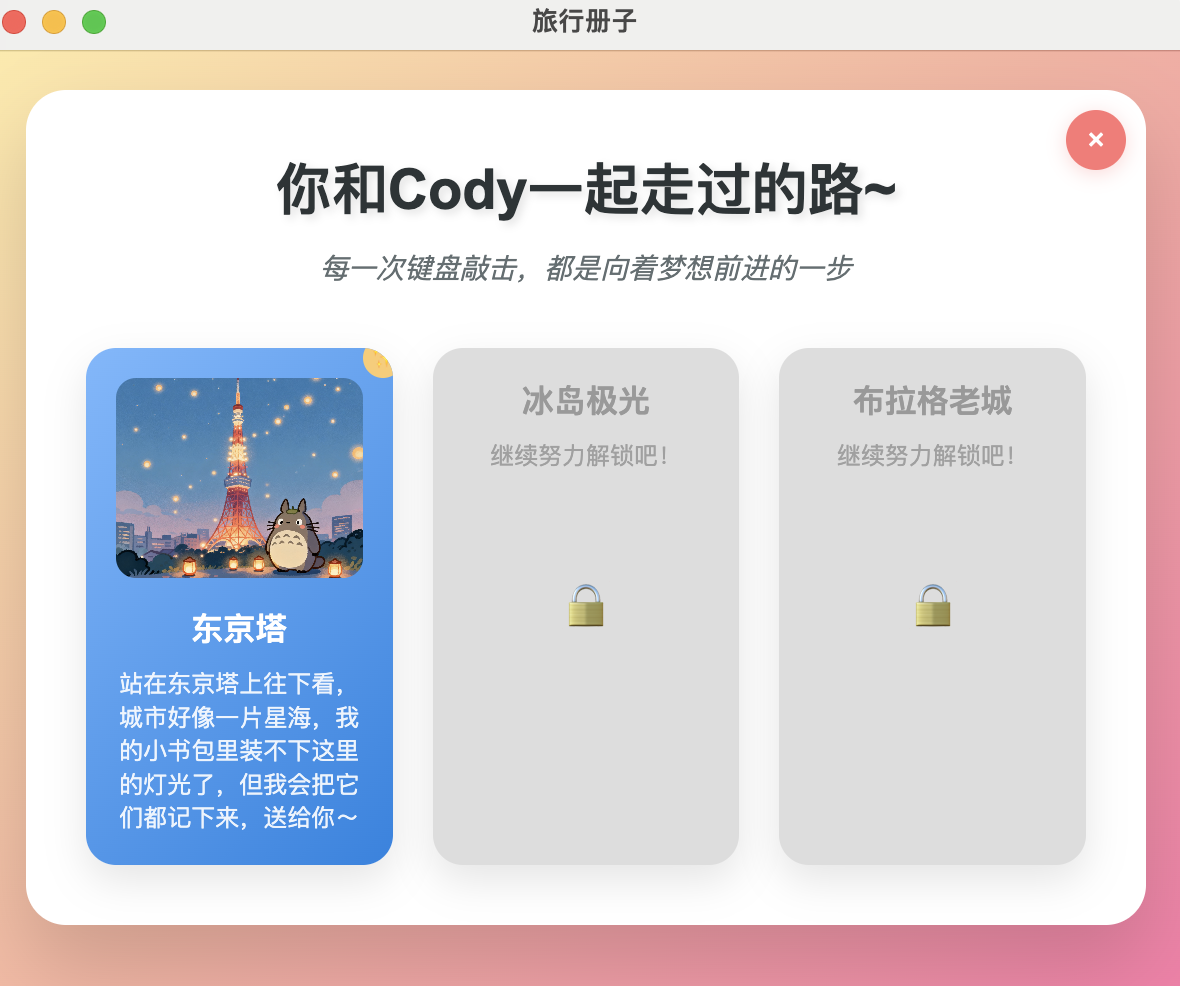 旅行册子
×
你和Cody一起走过的路~
每一次键盘敲击，都是向着梦想前进的一步
东京塔
站在东京塔上往下看，
城市好像一片星海，我
的小书包里装不下这里
的灯光了，但我会把它
们都记下来，送给你～
冰岛极光
继续努力解锁吧！
布拉格老城
继续努力解锁吧！